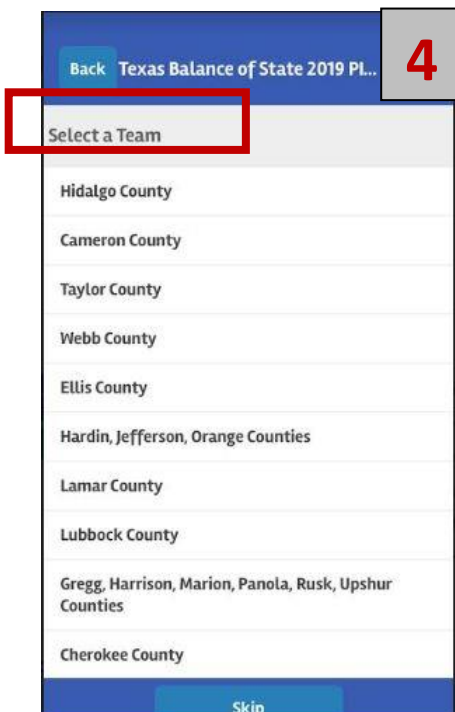 Back Texas Balance of State 2019 PI...
4
Select a Team
Hidalgo County
Cameron County
Taylor County
Webb County
Ellis County
Hardin, Jefferson, Orange Counties
Lamar County
Lubbock County
Gregg, Harrison, Marion, Panola, Rusk, Upshur
Counties
Cherokee County
Skip